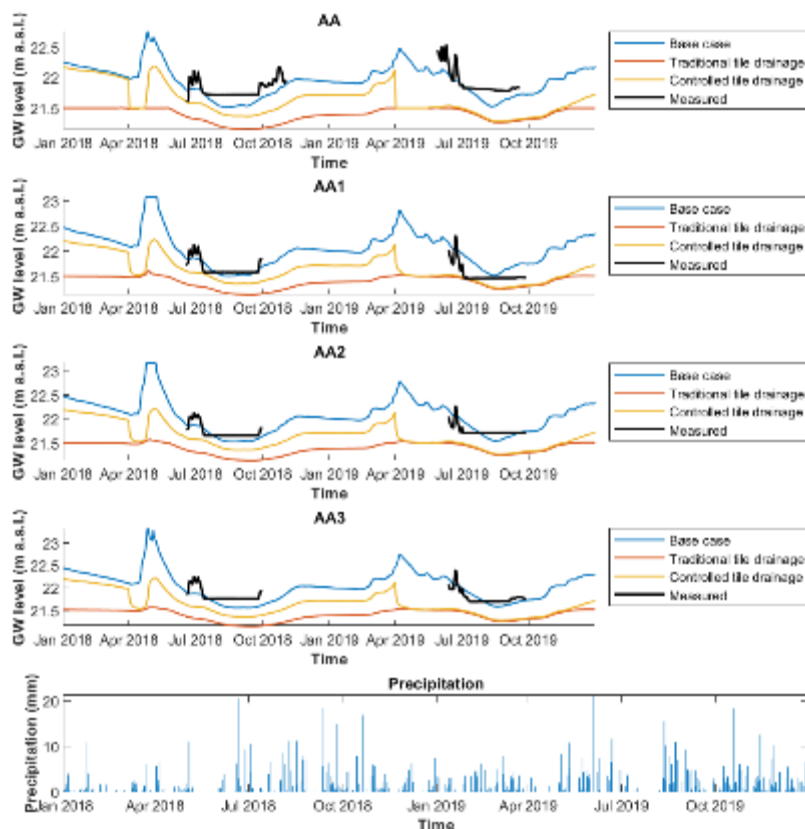 AA
GW level (m a.s.l.)
22.5
22
21.5
Jan 2018 Apr 2018 Jul 2018 Oct 2018 Jan 2019 Apr 2019 Jul 2019 Oct 2019
Time
Base case
Traditional tile drainage
Controlled tile drainage
Measured
AA1
GW level (m a.s.l.)
23
22.5
22
21.5
Jan 2018 Apr 2018 Jul 2018 Oct 2018 Jan 2019 Apr 2019 Jul 2019 Oct 2019
Time
Base case
Traditional tile drainage
Controlled tile drainage
Measured
AA2
GW level (m a.s.l.)
23
22.5
22
21.5
Jan 2018 Apr 2018 Jul 2018 Oct 2018 Jan 2019 Apr 2019 Jul 2019 Oct 2019
Time
Base case
Traditional tile drainage
Controlled tile drainage
Measured
AA3
GW level (m a.s.l.)
23
22.5
22
21.5
Jan 2018 Apr 2018 Jul 2018 Oct 2018 Jan 2019 Apr 2019 Jul 2019 Oct 2019
Time
Base case
Traditional tile drainage
Controlled tile drainage
Measured
Precipitation
Precipitation (mm)
20
10
0
Jan 2018 Apr 2018 Jul 2018 Oct 2018 Jan 2019 Apr 2019 Jul 2019 Oct 2019
Time